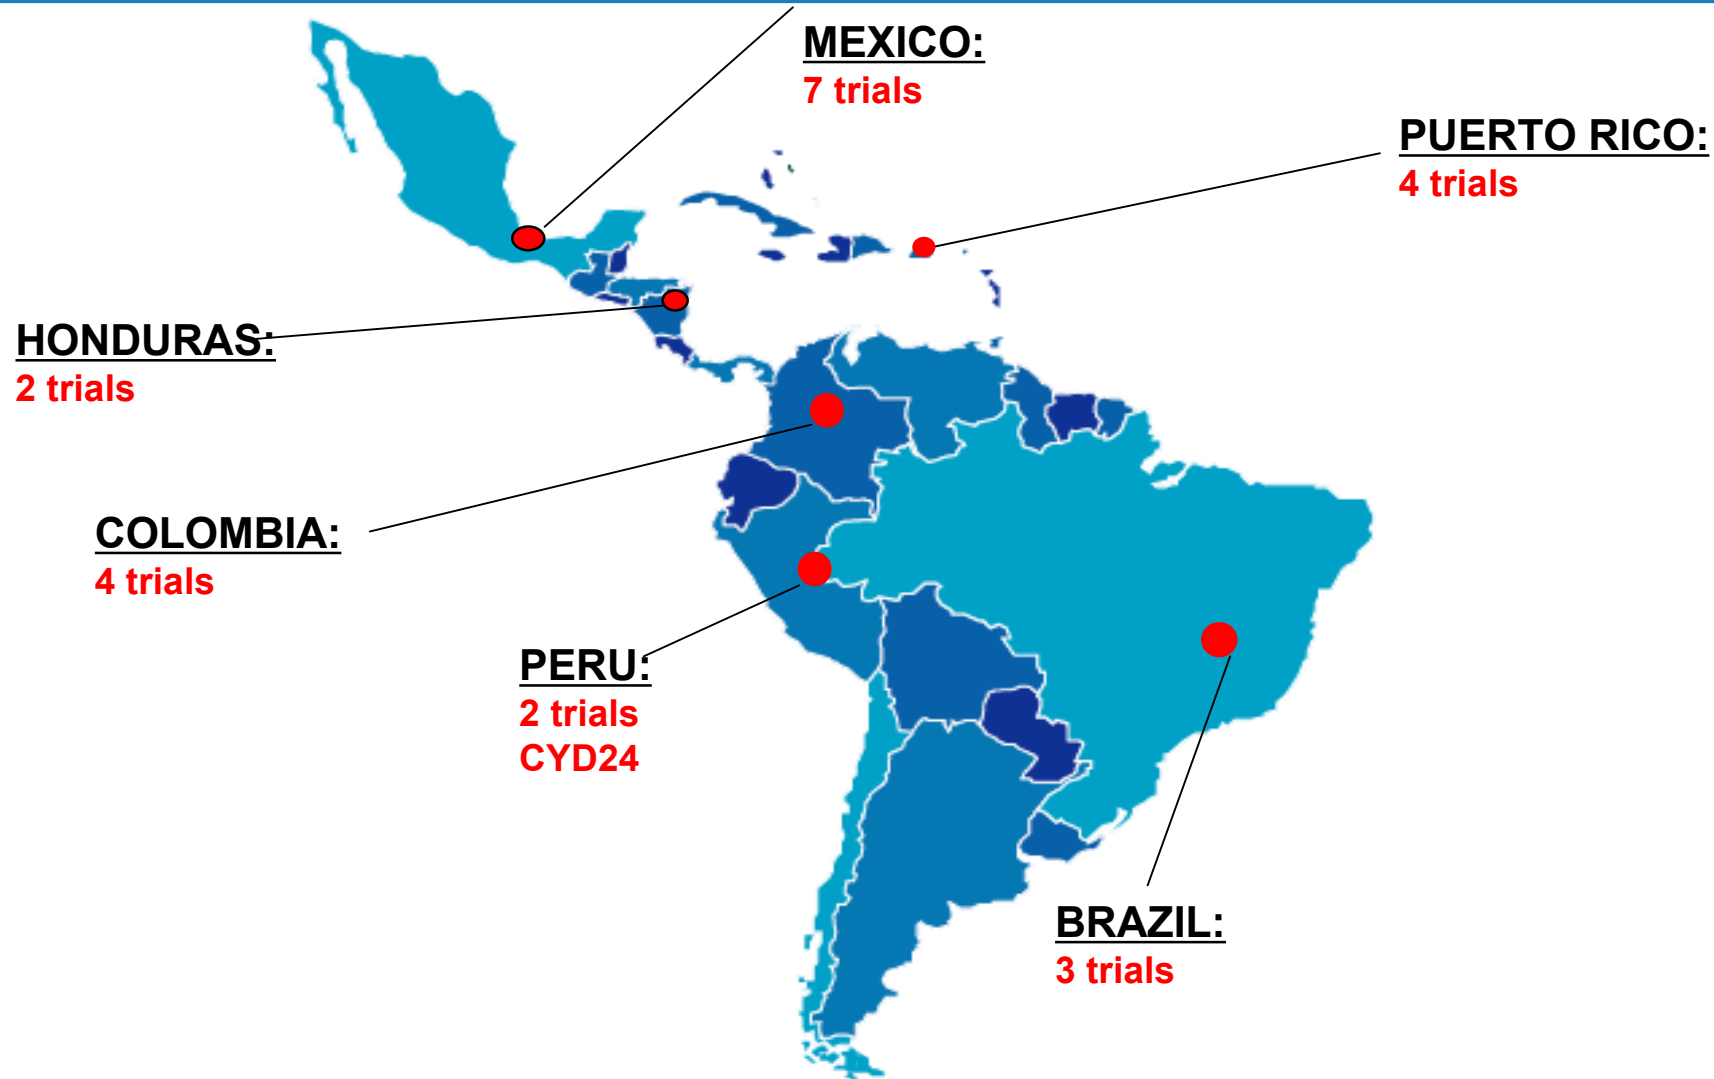 MEXICO:
7 trials
PUERTO RICO:
4 trials
HONDURAS:
2 trials
COLOMBIA:
4 trials
PERU:
2 trials
CYD24
BRAZIL:
3 trials